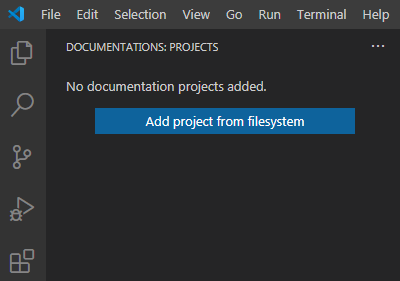 File Edit Selection View Go Run Terminal Help
DOCUMENTATIONS: PROJECTS ...
No documentation projects added.
Add project from filesystem